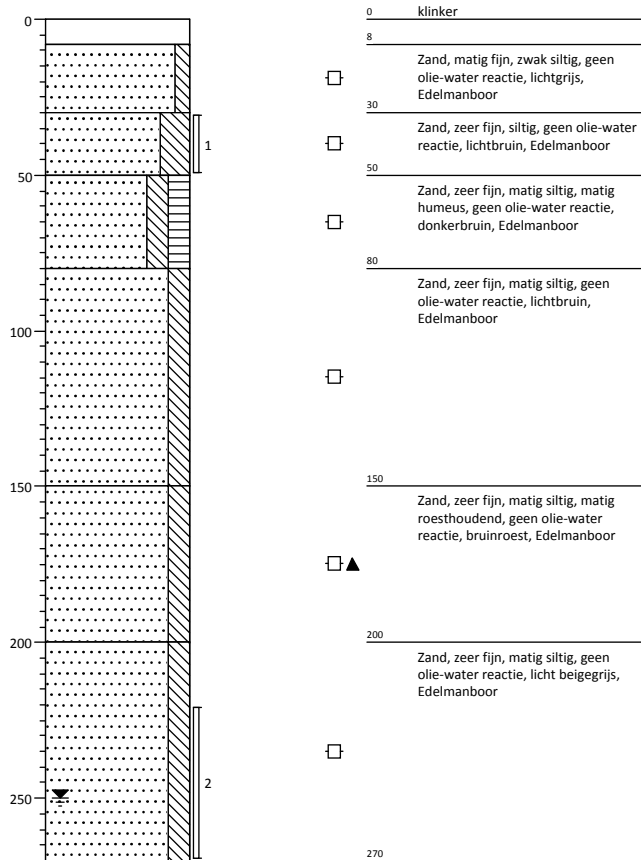 0
klinker
8
Zand, matig fijn, zwak siltig, geen
olie-water reactie, lichtgrijs,
Edelmanboor
30
Zand, zeer fijn, siltig, geen olie-water
reactie, lichtbruin, Edelmanboor
50
Zand, zeer fijn, matig siltig, matig
humeus, geen olie-water reactie,
donkerbruin, Edelmanboor
80
Zand, zeer fijn, matig siltig, geen
olie-water reactie, lichtbruin,
Edelmanboor
150
Zand, zeer fijn, matig siltig, matig
roesthoudend, geen olie-water
reactie, bruinroest, Edelmanboor
200
Zand, zeer fijn, matig siltig, geen
olie-water reactie, licht beigegrijs,
Edelmanboor
270
0
50
100
150
200
250
1
2